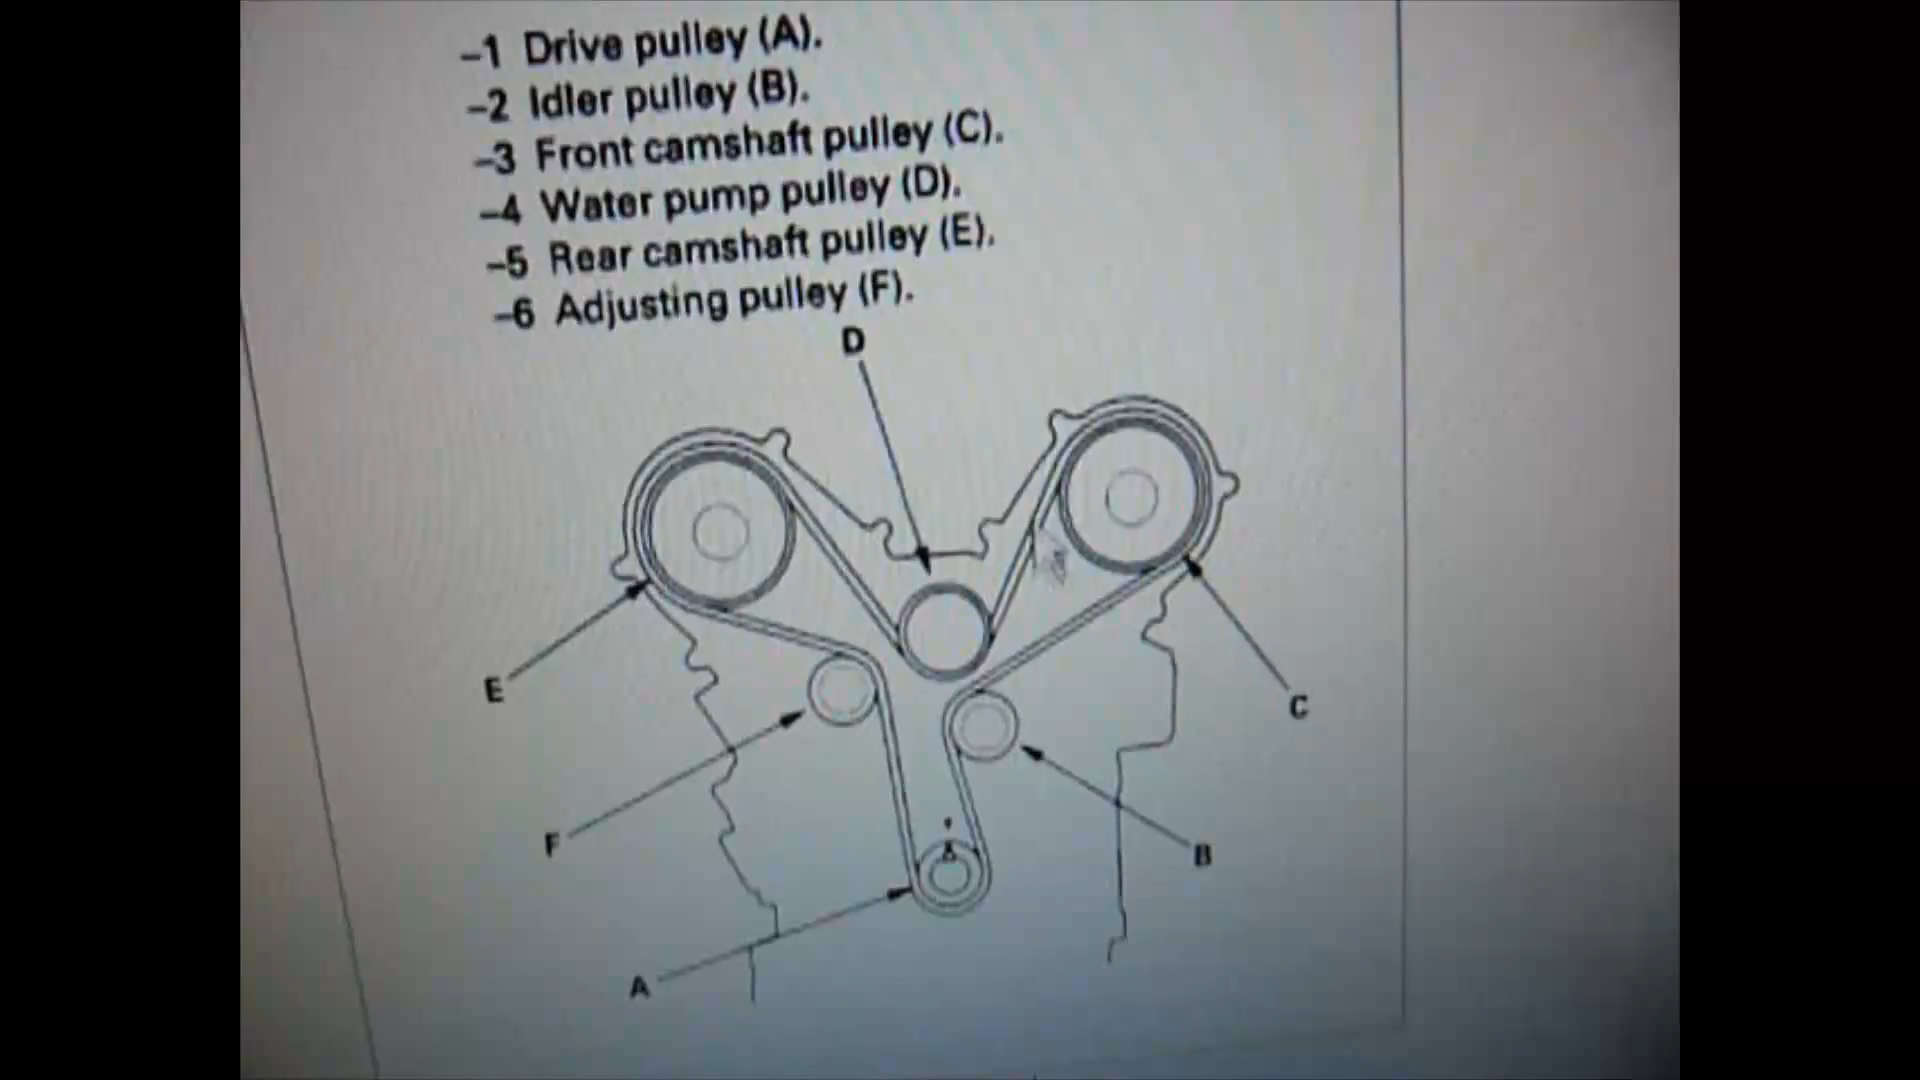 –1 Drive pulley (A).
–2 Idler pulley (B).
–3 Front camshaft pulley (C).
–4 Water pump pulley (D).
–5 Rear camshaft pulley (E).
–6 Adjusting pulley (F).
D
E
C
F
B
A